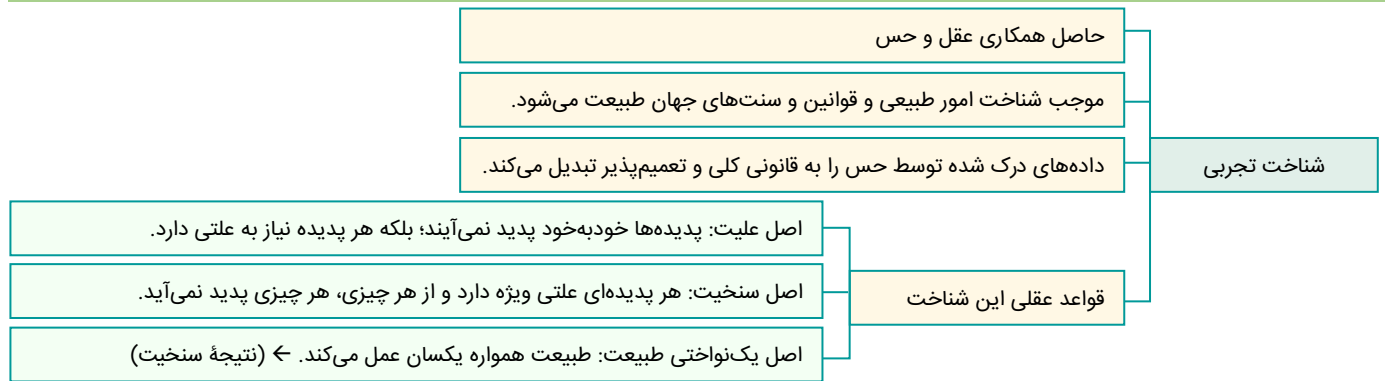 شناخت تجربی
حاصل همکاری عقل و حس
موجب شناخت امور طبیعی و قوانین و سنت‌های جهان طبیعت می‌شود.
داده‌های درک شده توسط حس را به قانونی کلی و تعمیم‌پذیر تبدیل می‌کند.
قواعد عقلی این شناخت
اصل علیت: پدیده‌ها خودبه‌خود پدید نمی‌آیند؛ بلکه هر پدیده نیاز به علتی دارد.
اصل سنخیت: هر پدیده‌ای علتی ویژه دارد و از هر چیزی، هر چیزی پدید نمی‌آید.
اصل یک‌نواختی طبیعت: طبیعت همواره یکسان عمل می‌کند. ← (نتیجهٔ سنخیت)